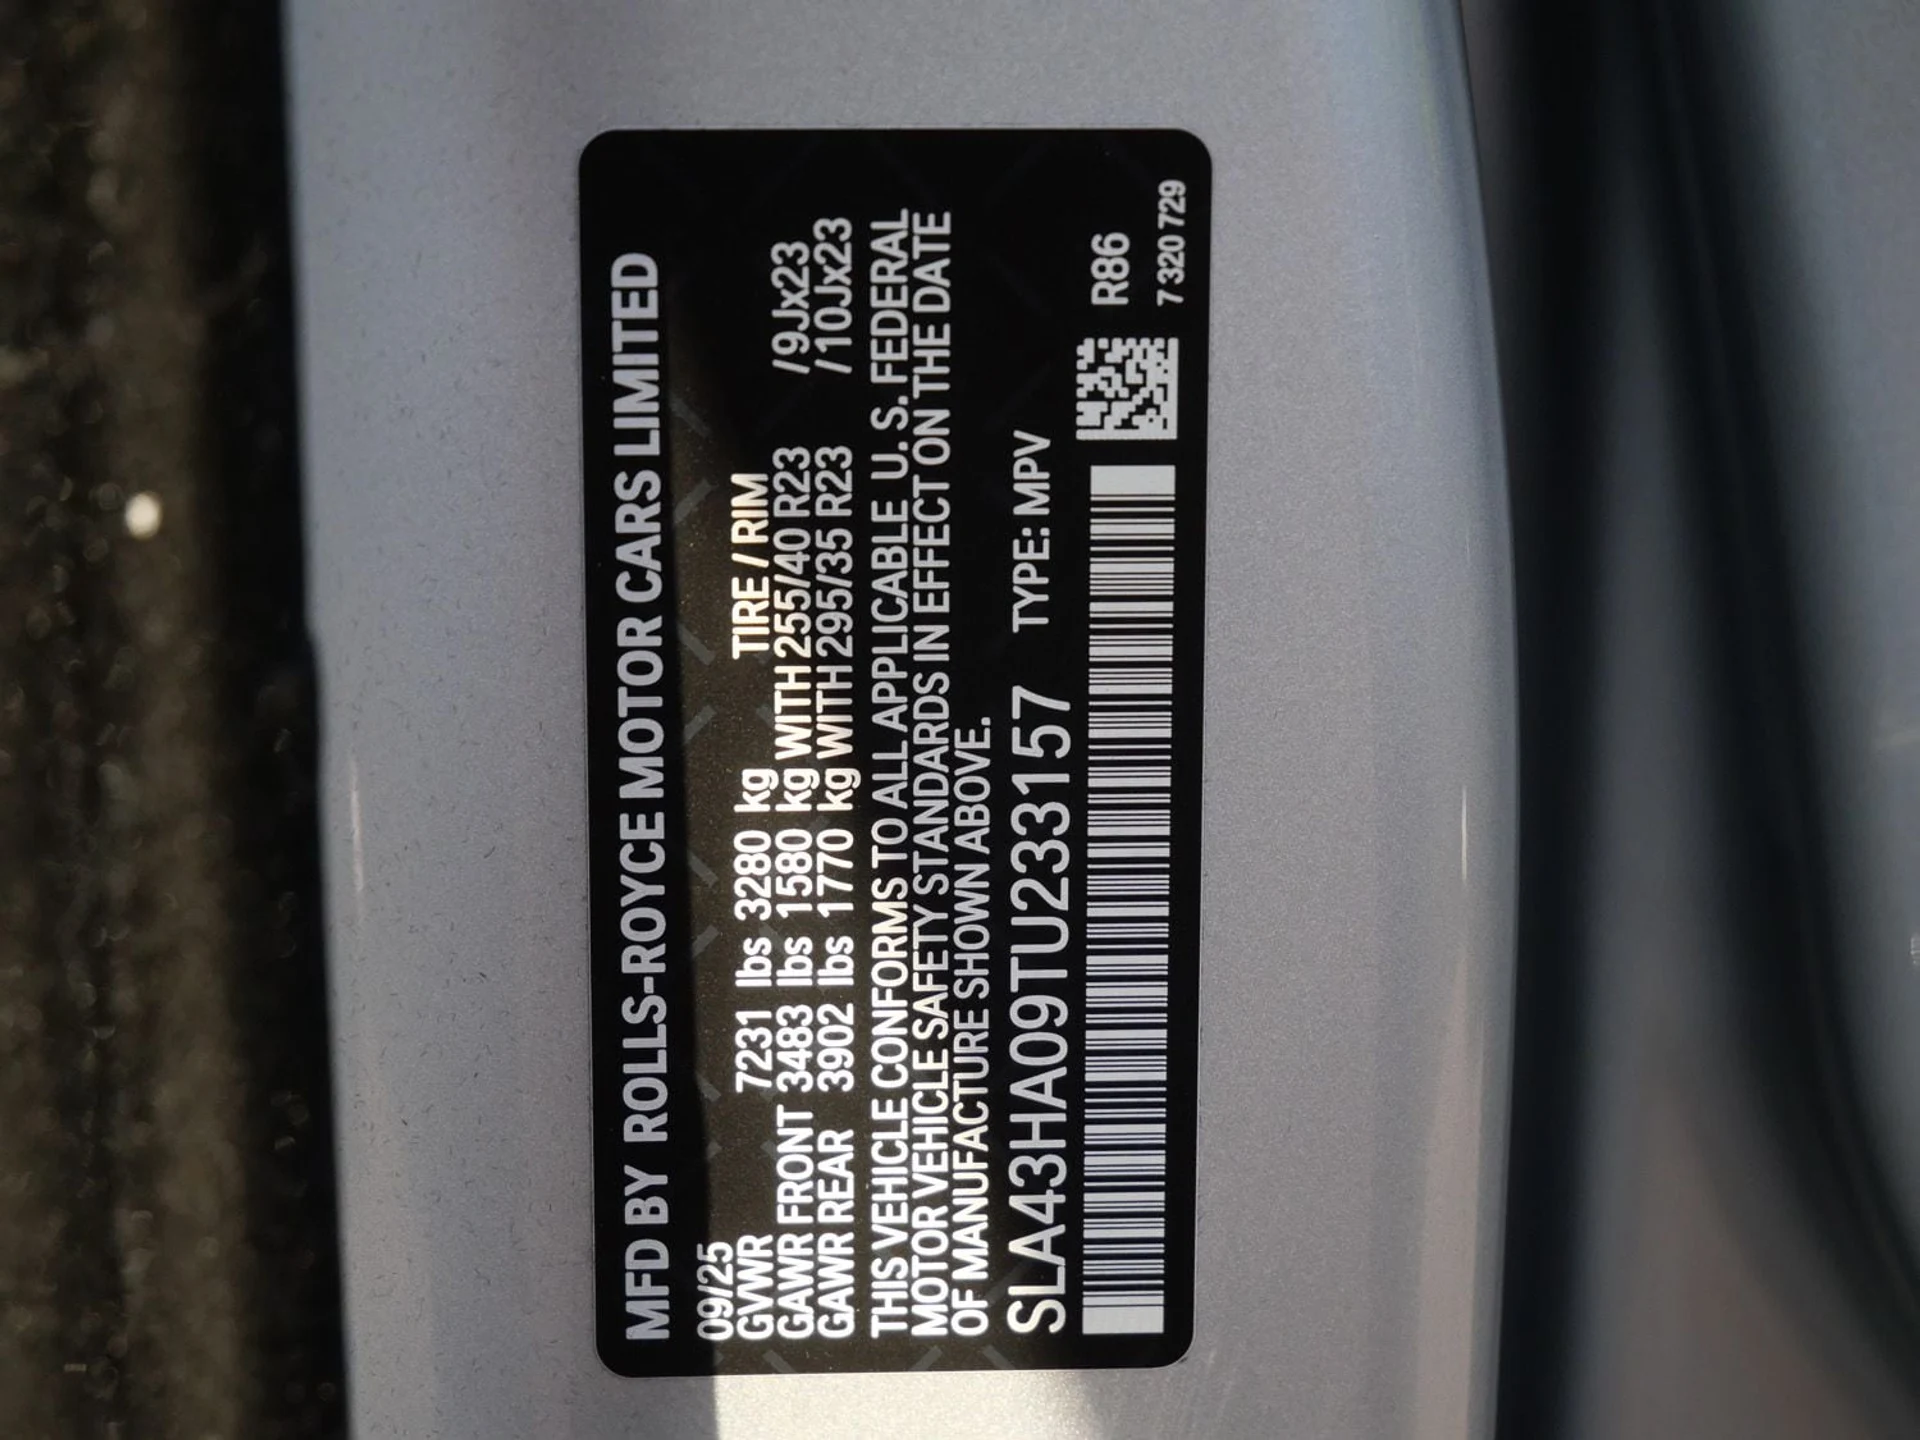 MFD BY ROLLS-ROYCE MOTOR CARS LIMITED
09/25
GVWR 7231 lbs 3280 kg TIRE / RIM
GAWR FRONT 3483 lbs 1580 kg WITH 255/40 R23 /9Jx23
GAWR REAR 3902 lbs 1770 kg WITH 295/35 R23 /10Jx23
THIS VEHICLE CONFORMS TO ALL APPLICABLE U.S. FEDERAL
MOTOR VEHICLE SAFETY STANDARDS IN EFFECT ON THE DATE
OF MANUFACTURE SHOWN ABOVE.
SLA43HA09TU233157 TYPE: MPV
R86
7 320 729